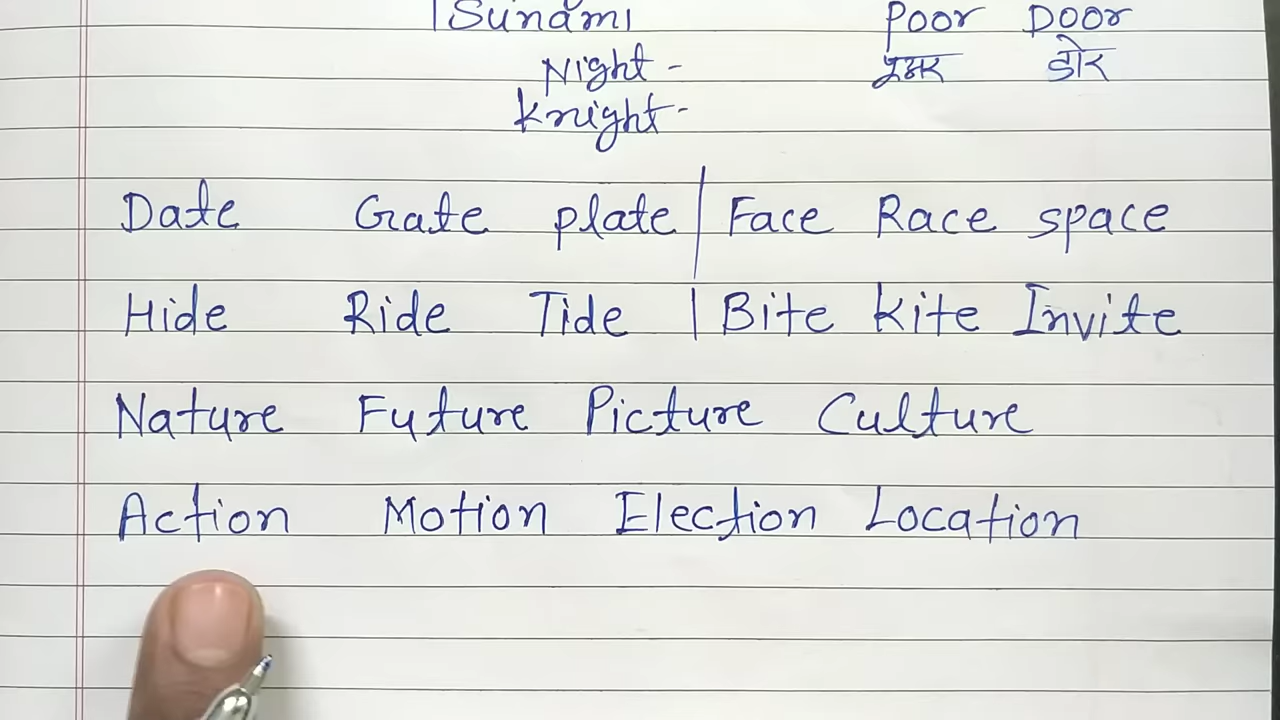 Tsunami Poor Door
Night - पूअर डोर
Knight -
Date Grate plate | Face Race space
Hide Ride Tide | Bite Kite Invite
Nature Future Picture Culture
Action Motion Election Location